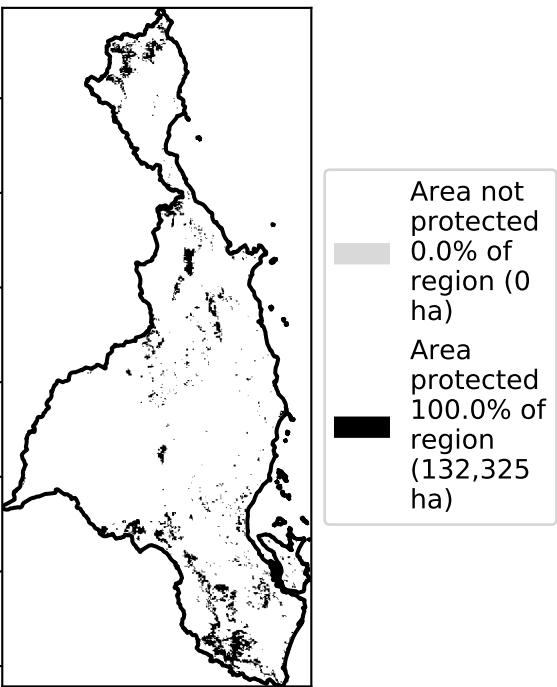 Area not
protected
0.0% of
region (0
ha)
Area
protected
100.0% of
region
(132,325
ha)